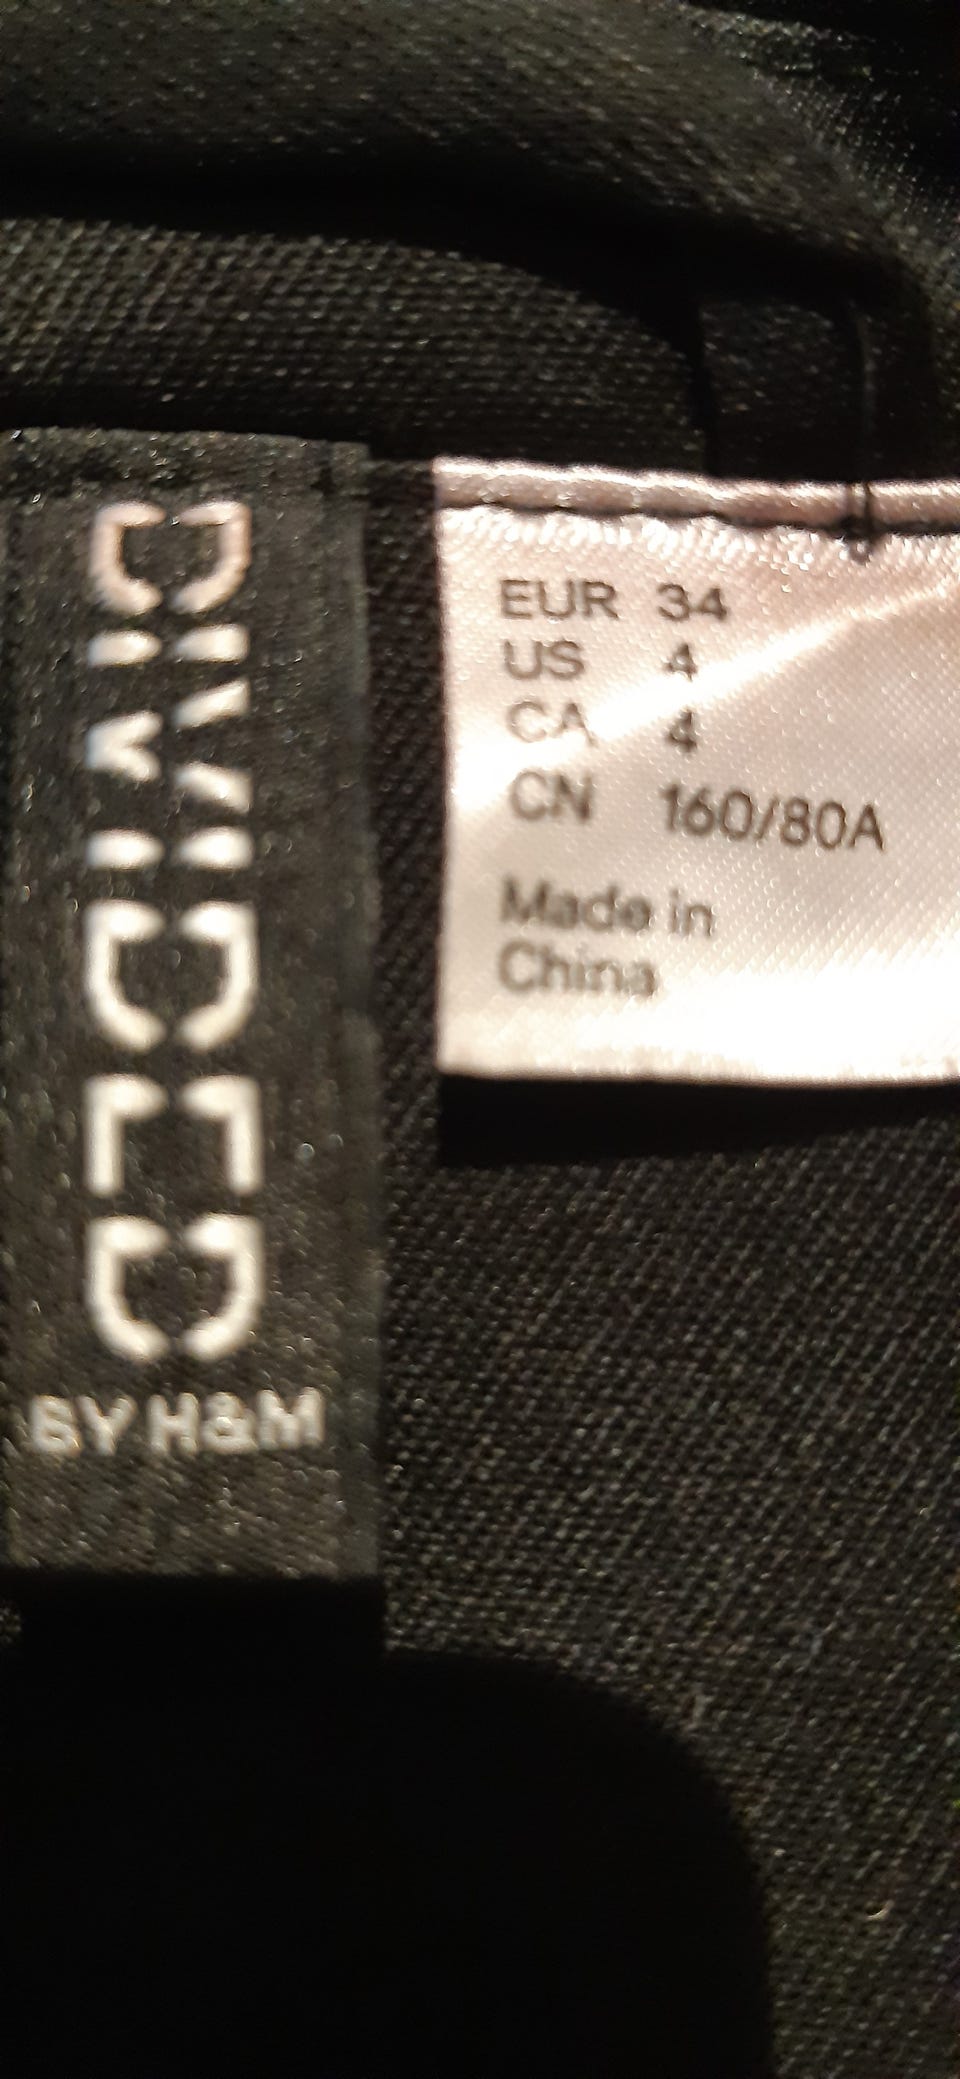 DIVIDED
BY H&M
EUR 34
US 4
CA 4
CN 160/80A
Made in
China